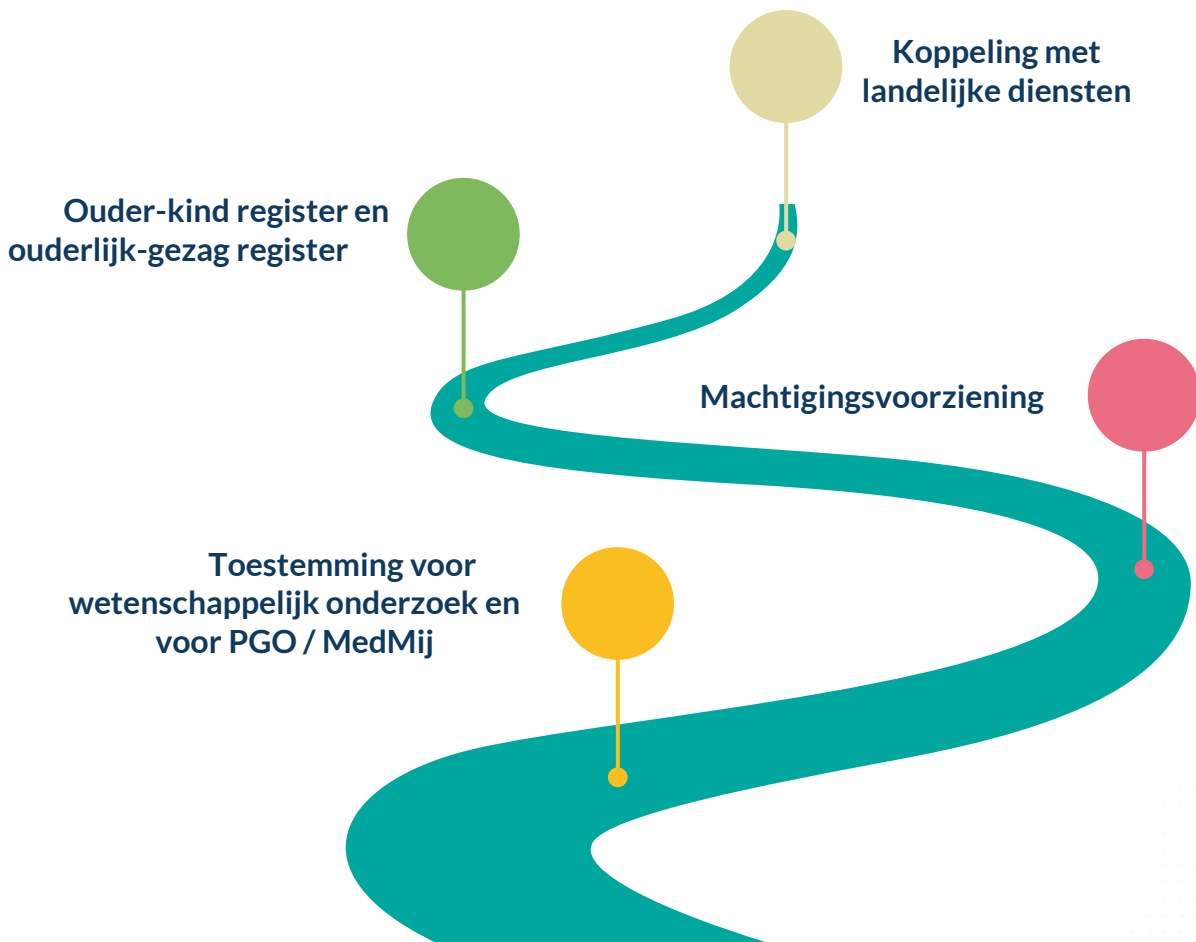 Koppeling met
landelijke diensten
Ouder-kind register en
ouderlijk-gezag register
Machtigingsvoorziening
Toestemming voor
wetenschappelijk onderzoek en
voor PGO / MedMij